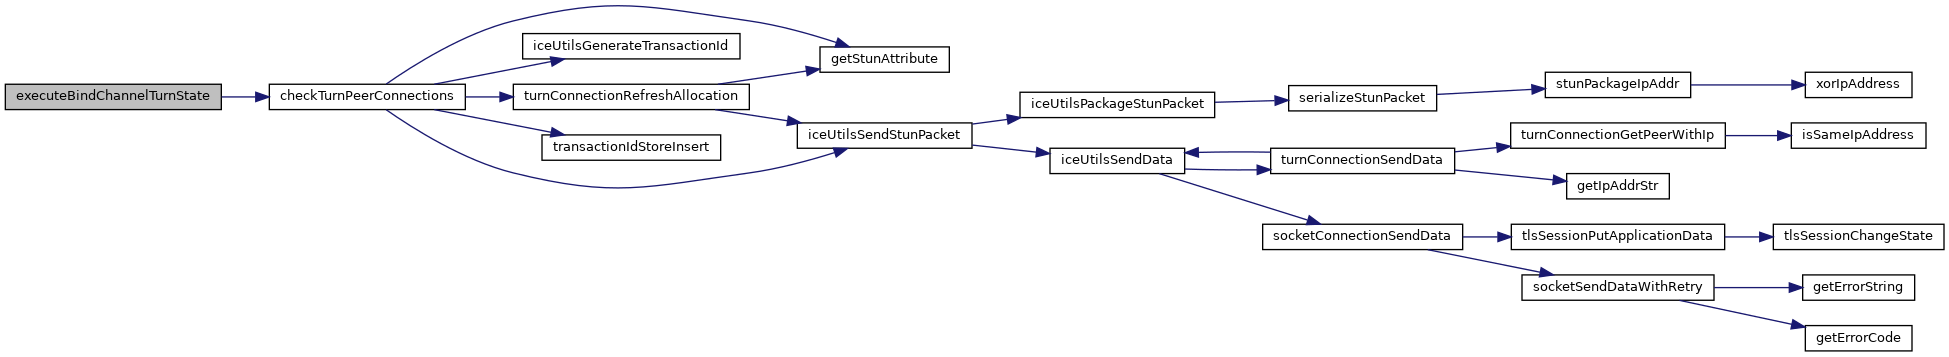 executeBindChannelTurnState
checkTurnPeerConnections
iceUtilsGenerateTransactionId
turnConnectionRefreshAllocation
transactionIdStoreInsert
getStunAttribute
iceUtilsSendStunPacket
iceUtilsPackageStunPacket
iceUtilsSendData
serializeStunPacket
turnConnectionSendData
socketConnectionSendData
stunPackageIpAddr
turnConnectionGetPeerWithIp
getIpAddrStr
tlsSessionPutApplicationData
socketSendDataWithRetry
xorIpAddress
isSameIpAddress
tlsSessionChangeState
getErrorString
getErrorCode